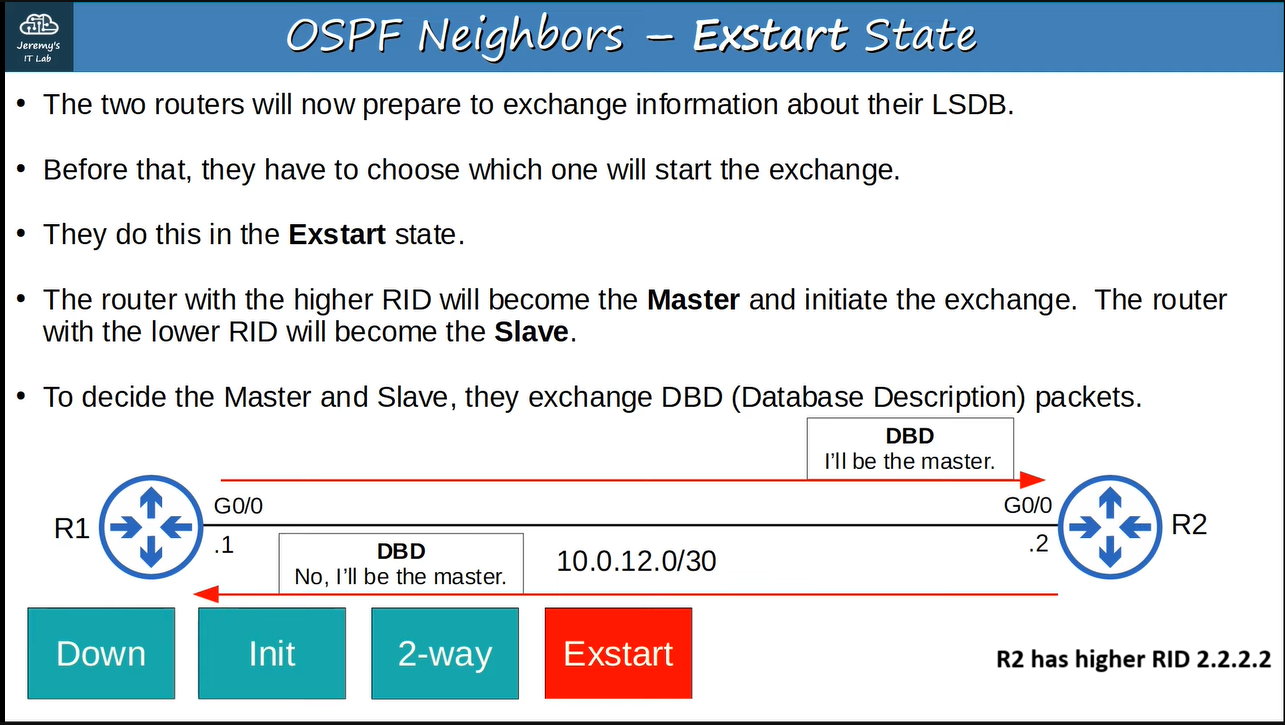 Jeremy's
IT Lab
OSPF Neighbors – Exstart State
• The two routers will now prepare to exchange information about their LSDB.
• Before that, they have to choose which one will start the exchange.
• They do this in the Exstart state.
• The router with the higher RID will become the Master and initiate the exchange.  The router
with the lower RID will become the Slave.
• To decide the Master and Slave, they exchange DBD (Database Description) packets.
DBD
I'll be the master.
R1
G0/0
.1
G0/0
.2
R2
DBD
No, I'll be the master.
10.0.12.0/30
Down
Init
2-way
Exstart
R2 has higher RID 2.2.2.2